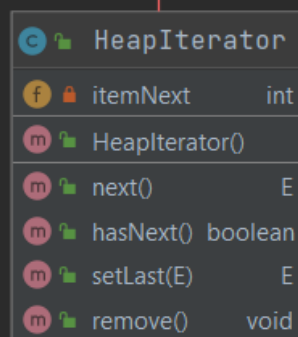 C HeapIterator
f itemNext int
m HeapIterator()
m next() E
m hasNext() boolean
m setLast(E) E
m remove() void